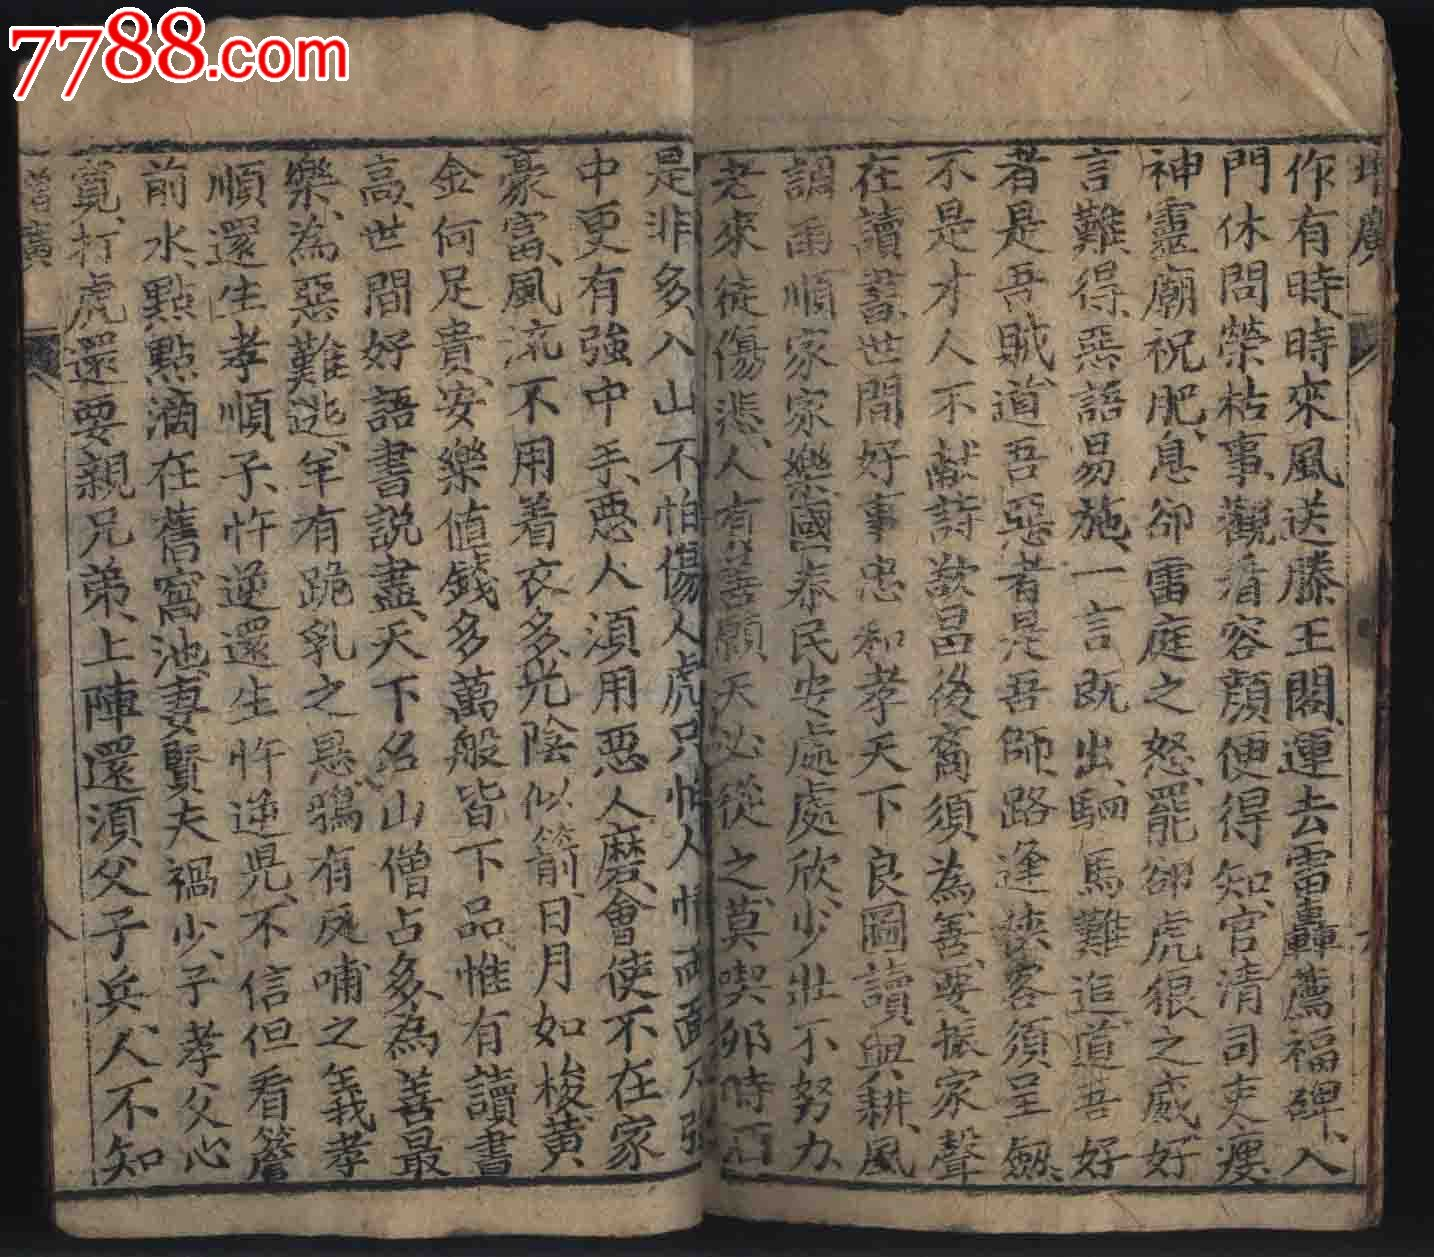 7788.com
增廣
作有時時來風送滕王閣運去雷轟薦福碑入
門休問榮枯事觀看容顏便得知官清司吏瘦
神靈廟祝肥息卻雷庭之怒罷卻虎狼之威好
言難得惡語易施一言既出駟馬難追道吾好
者是吾賊道吾惡者是吾師路逢俠客須呈劍
不是才人不献詩欲昌後裔須為善要振家聲
在讀書世間好事忠和孝天下良圖讀與耕風
調雨順家家樂國泰民安處處欣少壯不努力
老來徒傷悲人有善願天必從之莫喫卯時酒
是非多入山不怕傷人虎只怕人情兩面刀強
中更有強中手惡人須用惡人磨會使不在家
豪富風流不用着衣多光陰似箭日月如梭黄
金何足貴安樂值錢多萬般皆下品惟有讀書
高世間好語書説盡天下名山僧占多為善最
樂為惡難逃羊有跪乳之恩鴉有反哺之義孝
順還生孝順子忤逆還生忤逆兒不信但看簷
前水點點滴在舊窩池妻賢夫禍少子孝父心
寬打虎還要親兄弟上陣還須父子兵人不知
增廣